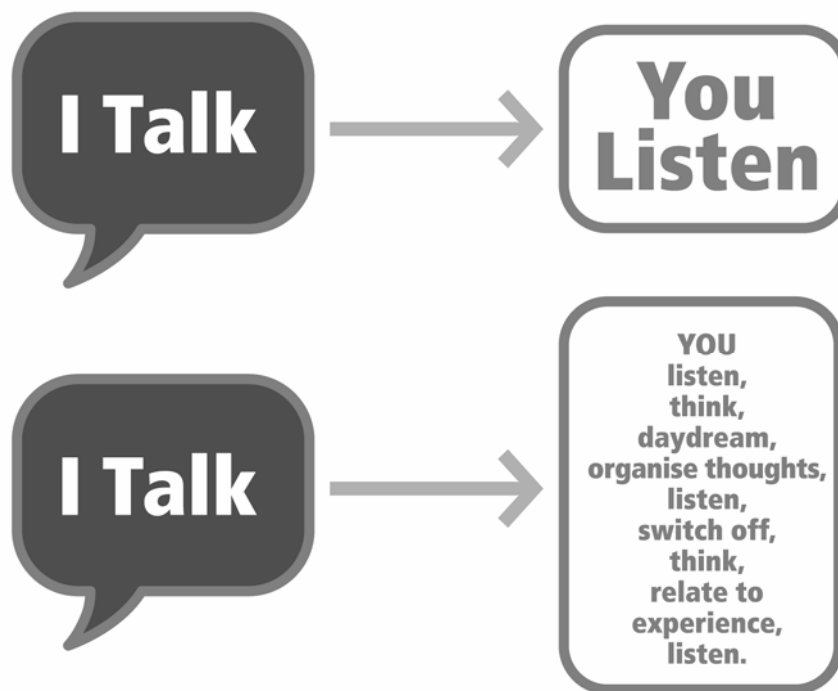 I Talk
You
Listen
I Talk
YOU
listen,
think,
daydream,
organise thoughts,
listen,
switch off,
think,
relate to
experience,
listen.